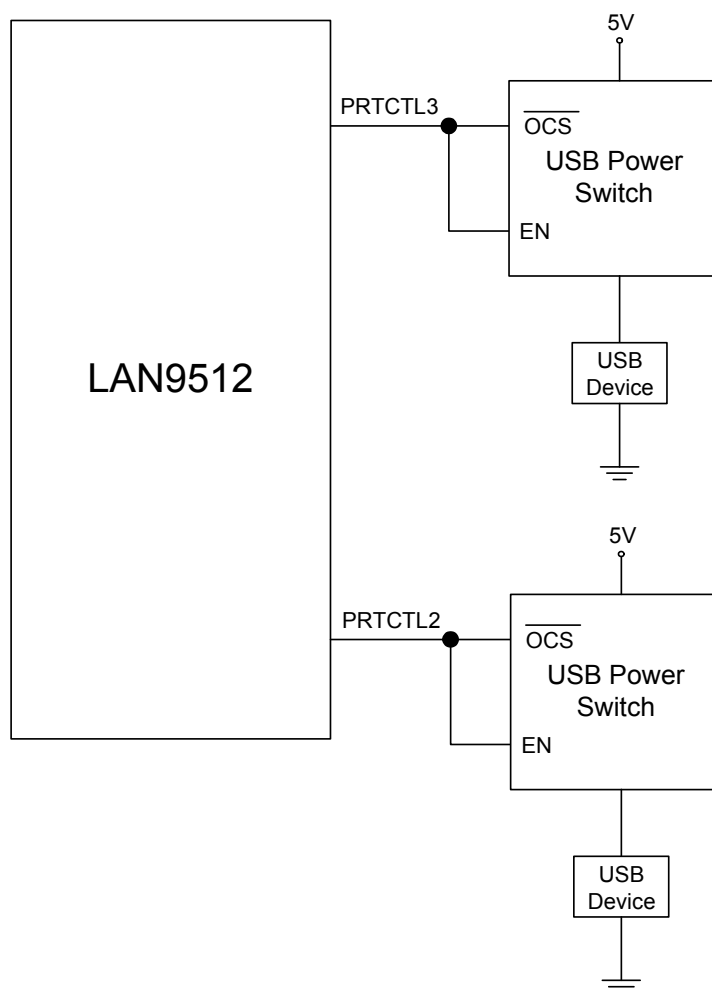 5V
PRTCTL3
OCS
USB Power
Switch
EN
USB
Device
LAN9512
5V
PRTCTL2
OCS
USB Power
Switch
EN
USB
Device